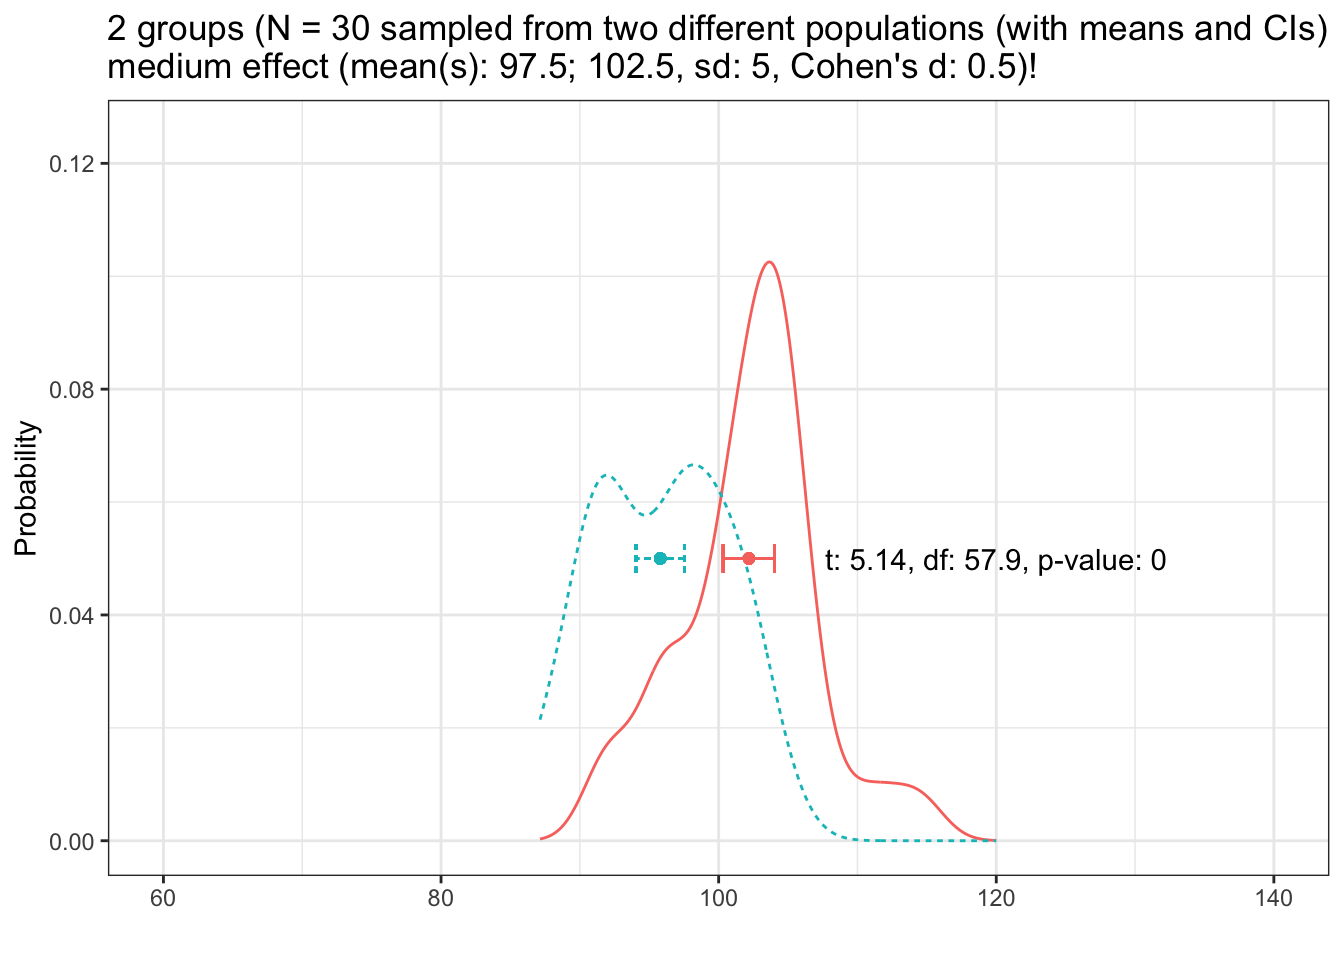 2 groups (N = 30 sampled from two different populations (with means and CIs)
medium effect (mean(s): 97.5; 102.5, sd: 5, Cohen's d: 0.5)!
0.12
0.08
0.04
0.00
Probability
t: 5.14, df: 57.9, p-value: 0
60 80 100 120 140